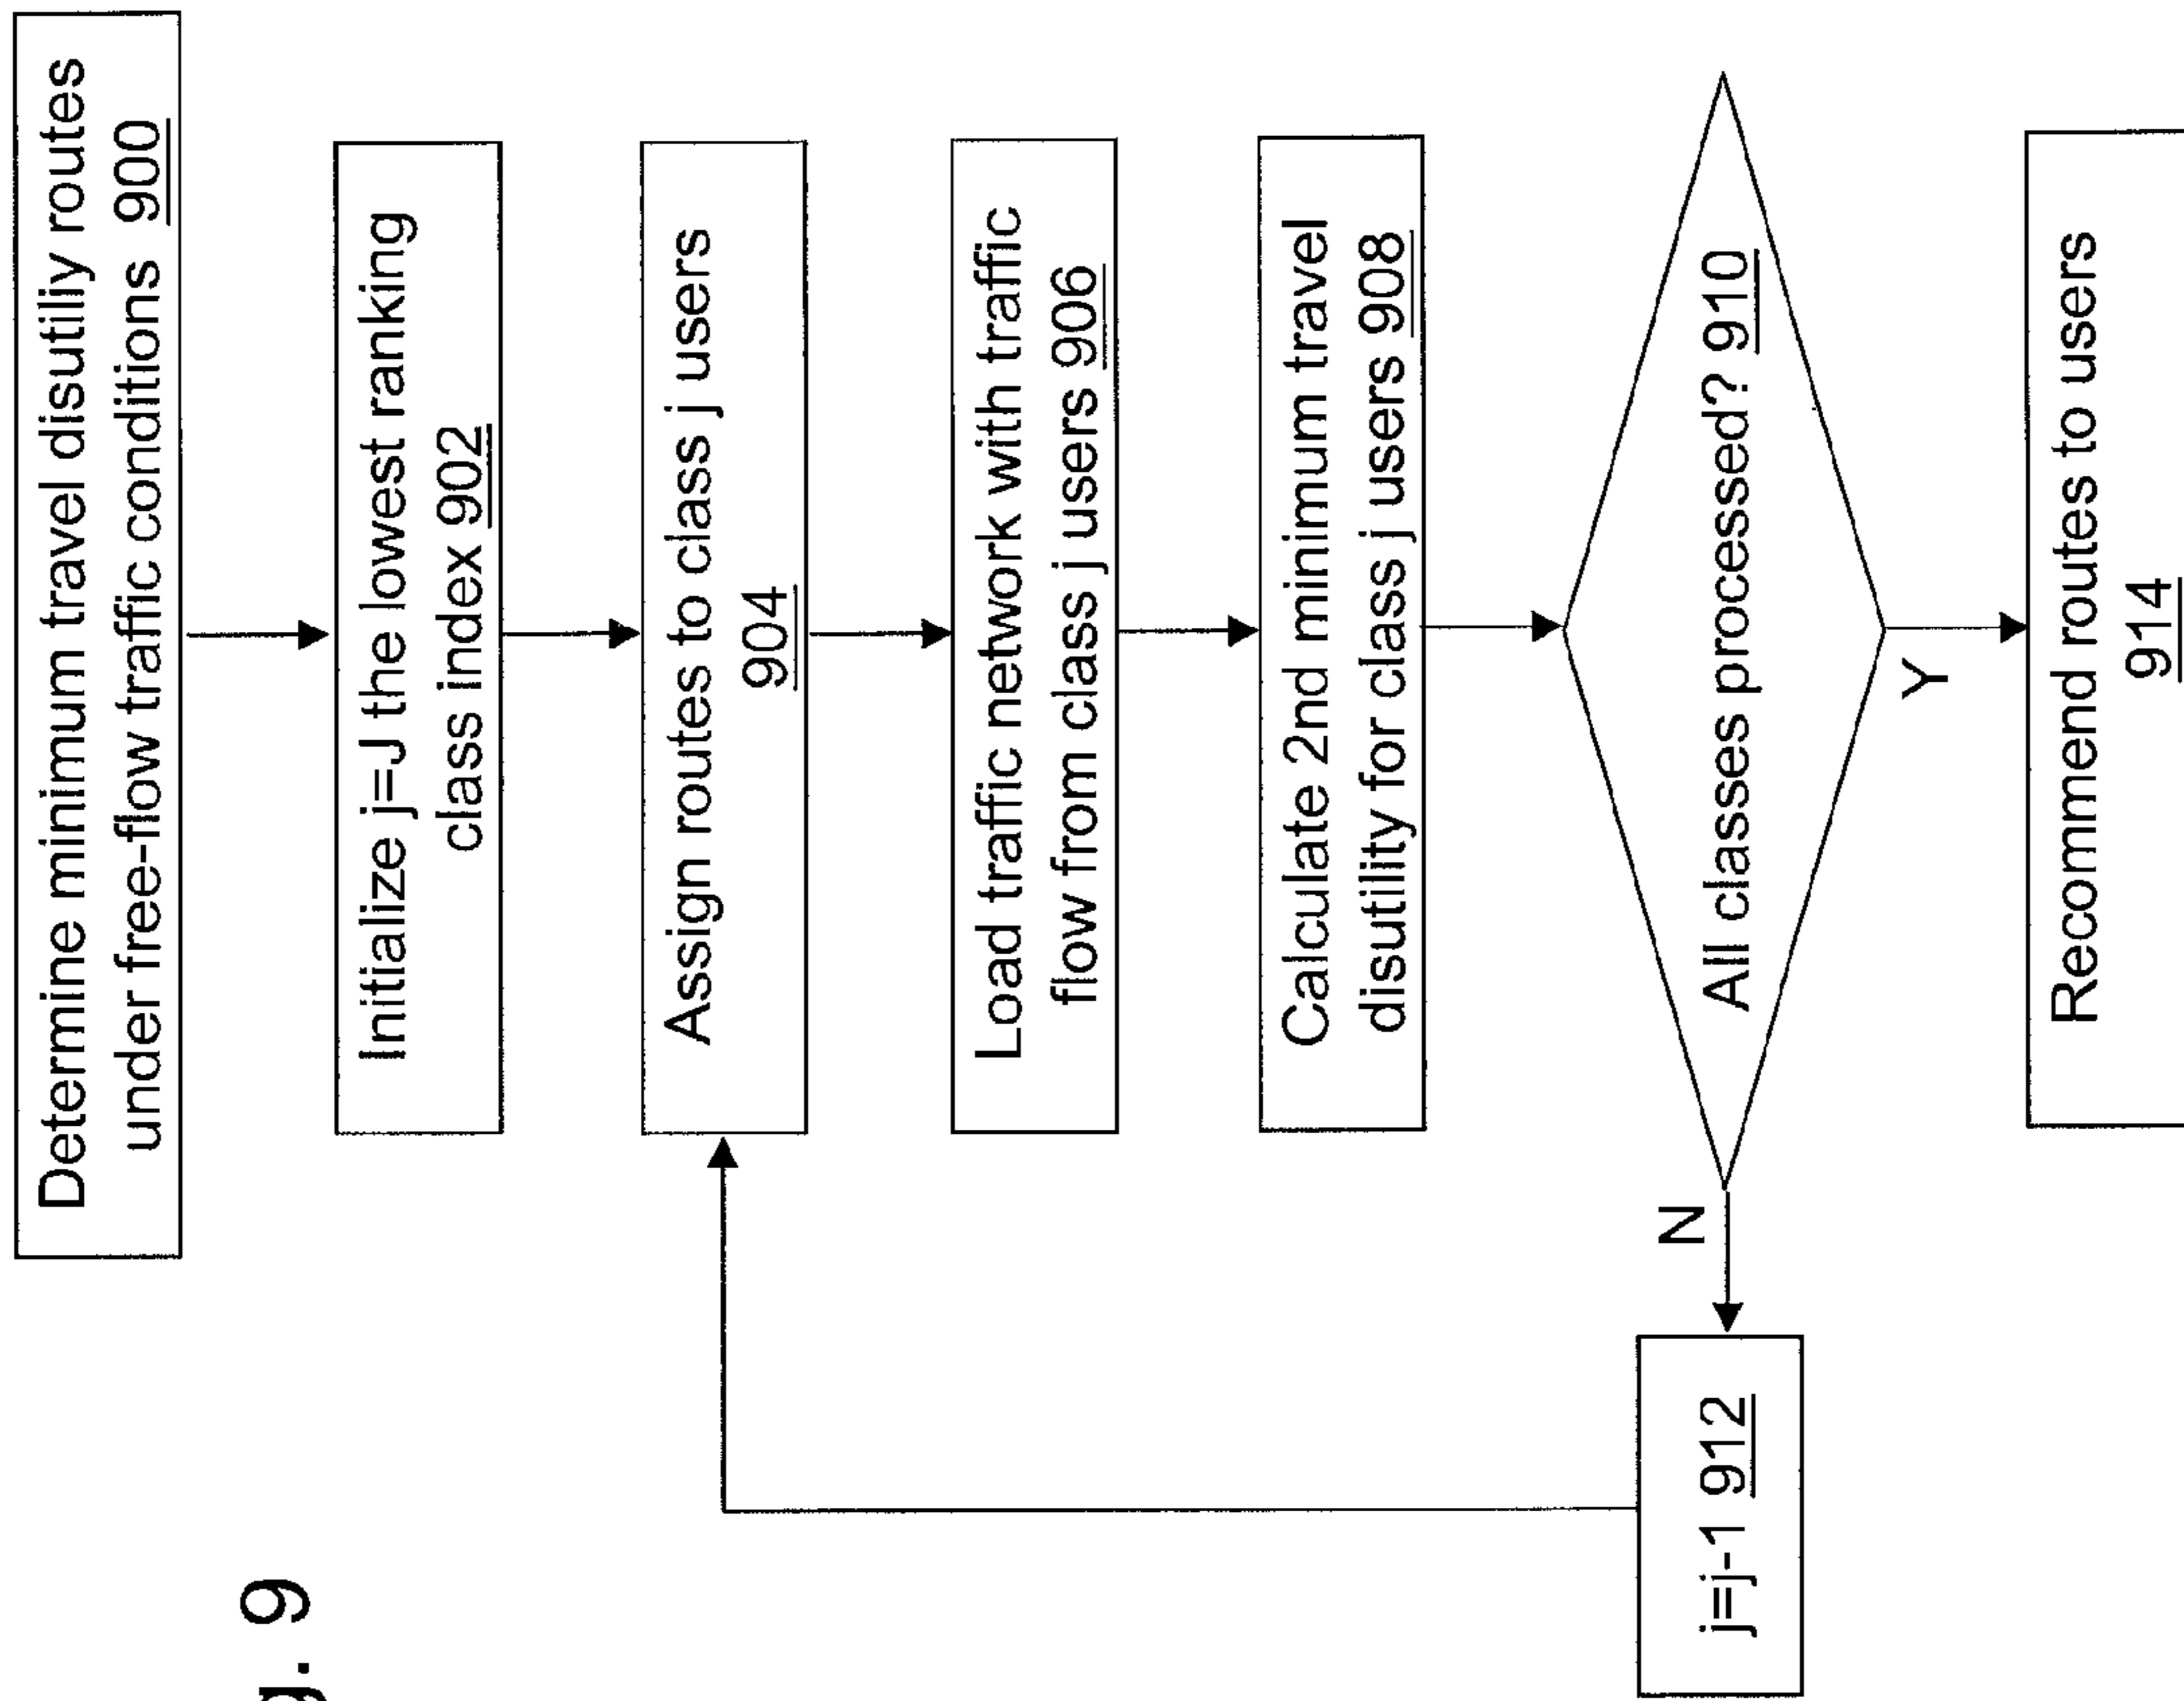 Determine minimum travel disutiliy routes
under free-flow traffic conditions 900
Initialize j=J the lowest ranking
class index 902
Assign routes to class j users
904
Load traffic network with traffic
flow from class j users 906
Calculate 2nd minimum travel
disutility for class j users 908
All classes processed? 910
N
j=j-1 912
Y
Recommend routes to users
914
g. 9